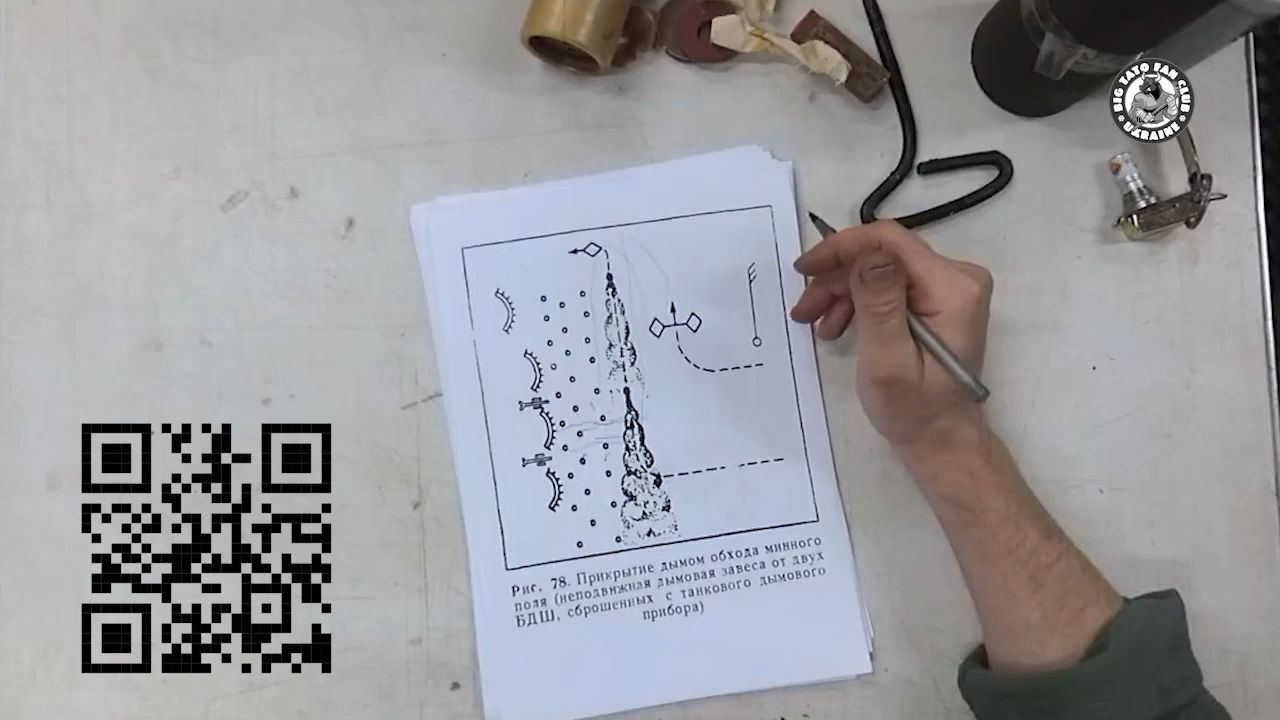 BIG TATO FAN CLUB
UKRAINE
Рис. 78. Прикрытие дымом обхода минного
поля (неподвижная дымовая завеса от двух
БДШ, сброшенных с танкового дымового
прибора)